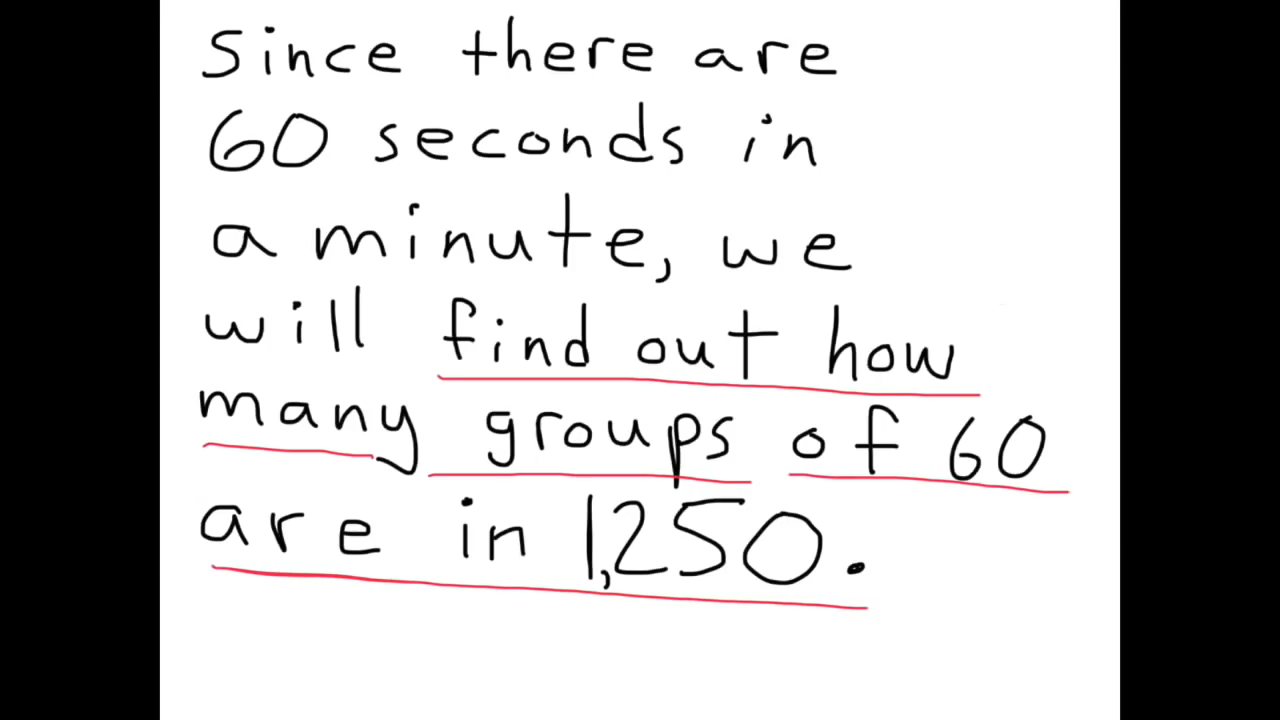 Since there are
60 seconds in
a minute, we
will find out how
many groups of 60
are in 1,250.